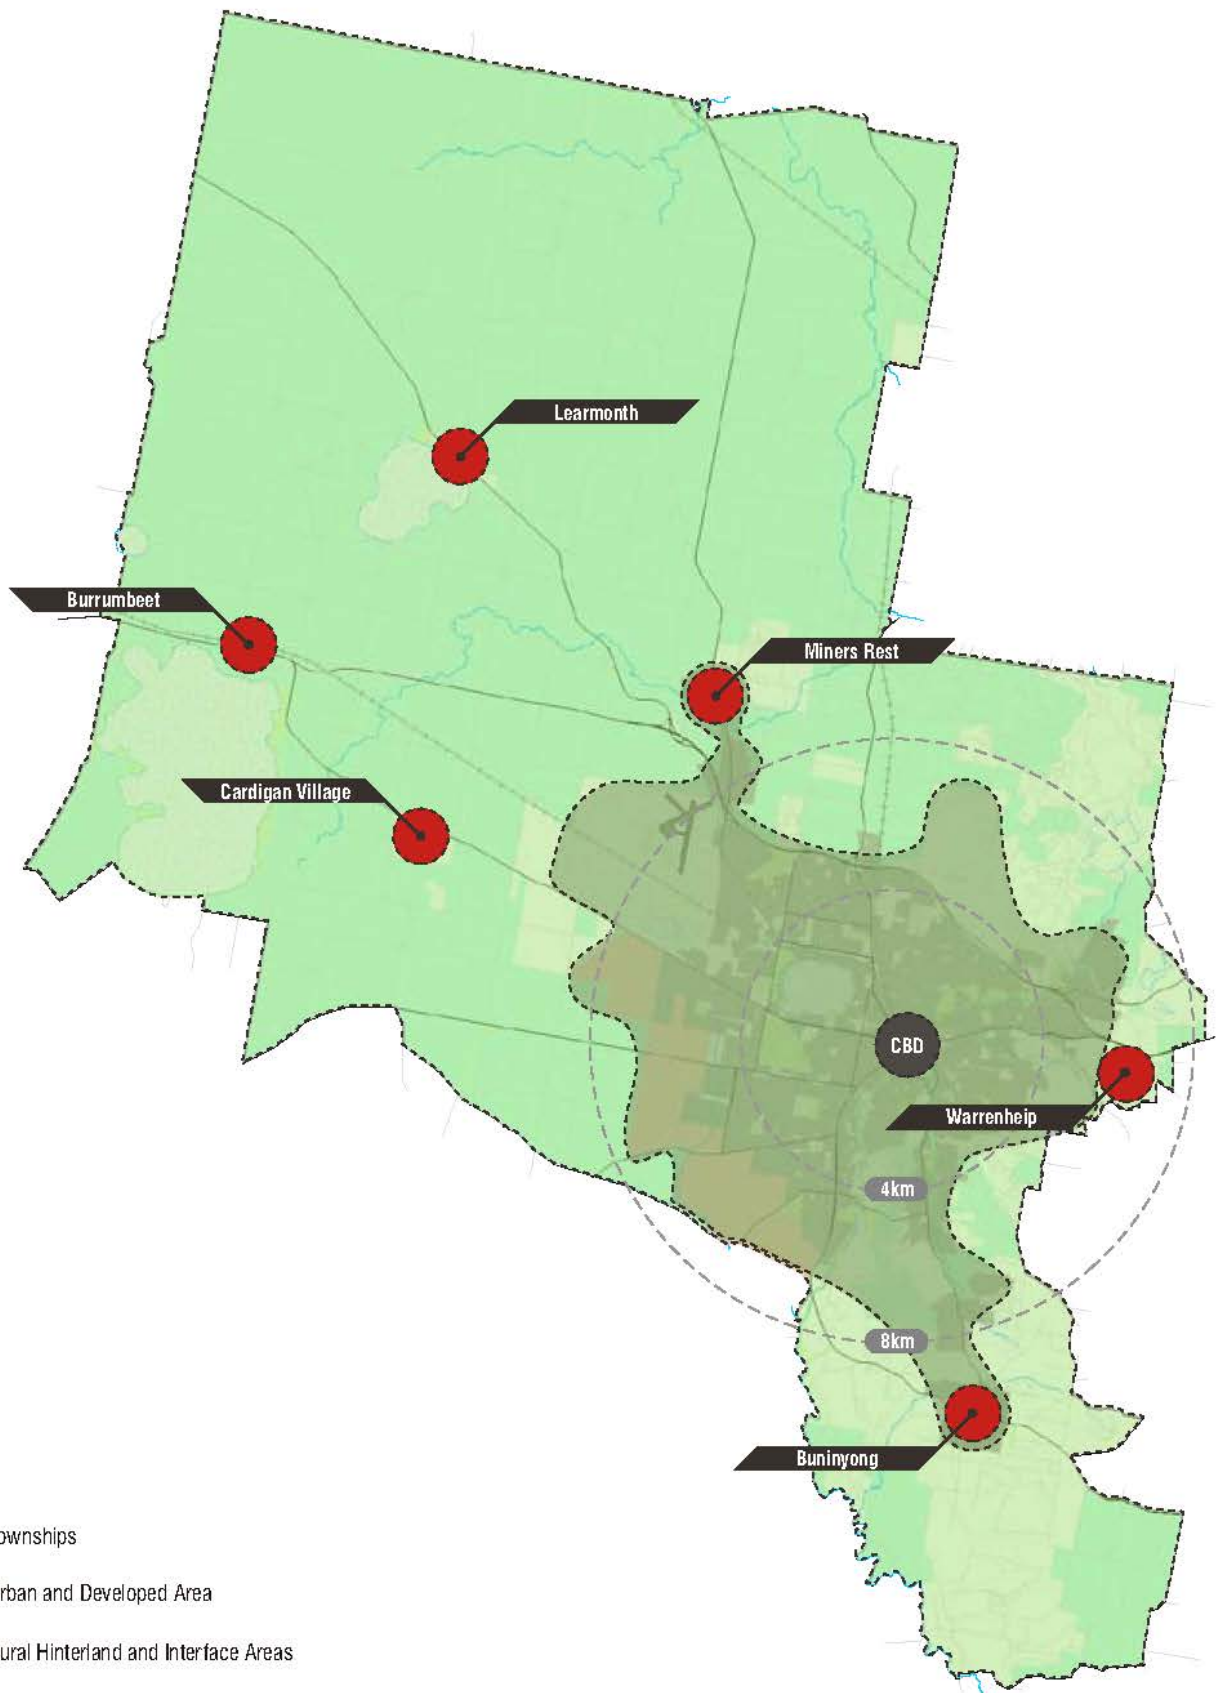 Learmonth
Burrumbeet
Miners Rest
Cardigan Village
CBD
Warrenheip
4km
8km
Buninyong
ownships
rban and Developed Area
ural Hinterland and Interface Areas